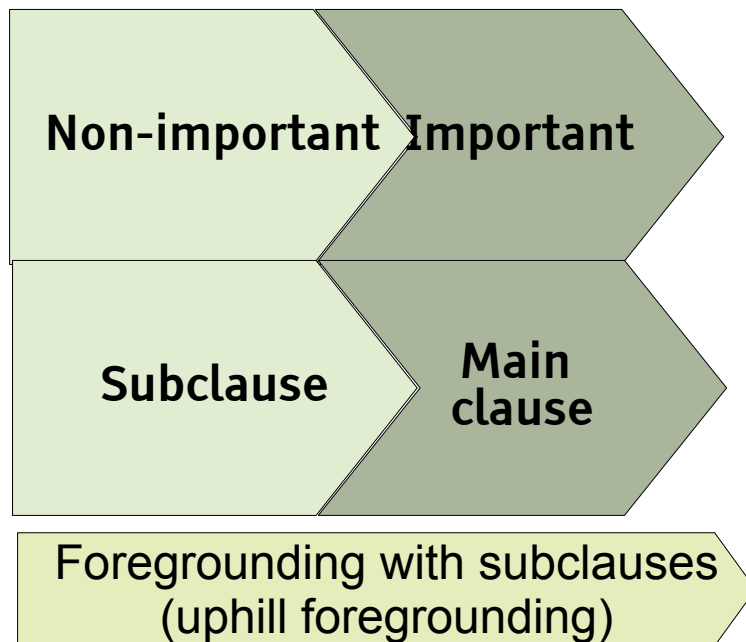 Non-important Important
Subclause
Main
clause
Foregrounding with subclauses
(uphill foregrounding)